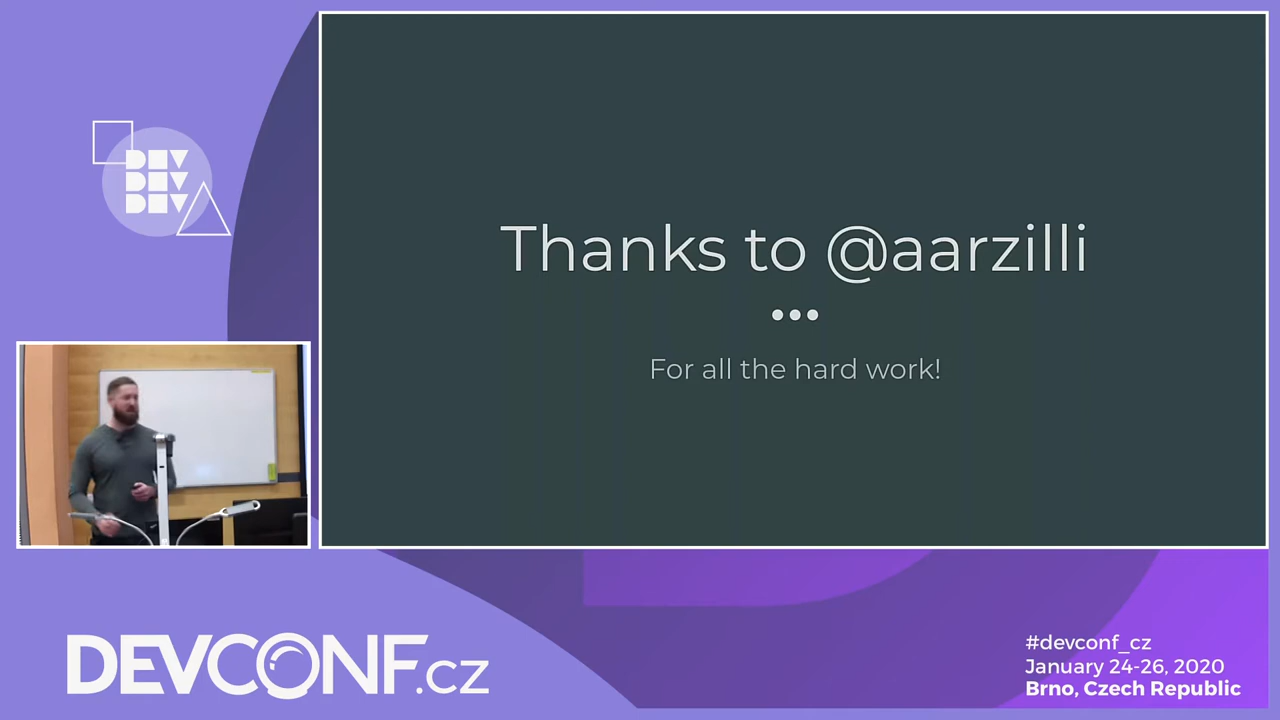 DEV
DEV
DEV
Thanks to @aarzilli
For all the hard work!
DEVCONF.cz
#devconf_cz
January 24-26, 2020
Brno, Czech Republic